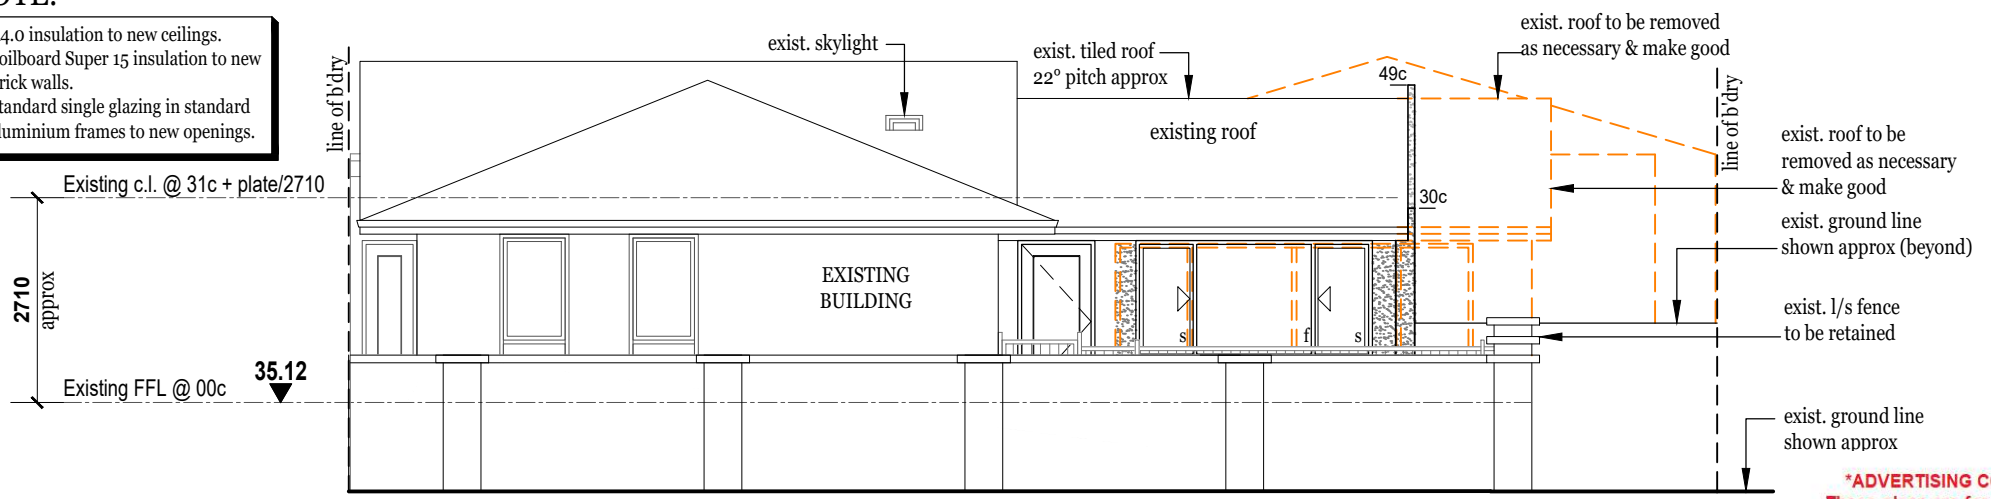 4.0 insulation to new ceilings.
oilboard Super 15 insulation to new
rick walls.
tandard single glazing in standard
luminium frames to new openings.
line of b'dry
exist. skylight
exist. tiled roof
22° pitch approx
existing roof
49c
30c
exist. roof to be removed
as necessary & make good
line of b'dry
exist. roof to be
removed as necessary
& make good
exist. ground line
shown approx (beyond)
exist. l/s fence
to be retained
exist. ground line
shown approx
Existing c.l. @ 31c + plate/2710
2710
approx
EXISTING
BUILDING
s
f
s
Existing FFL @ 00c
35.12
*ADVERTISING